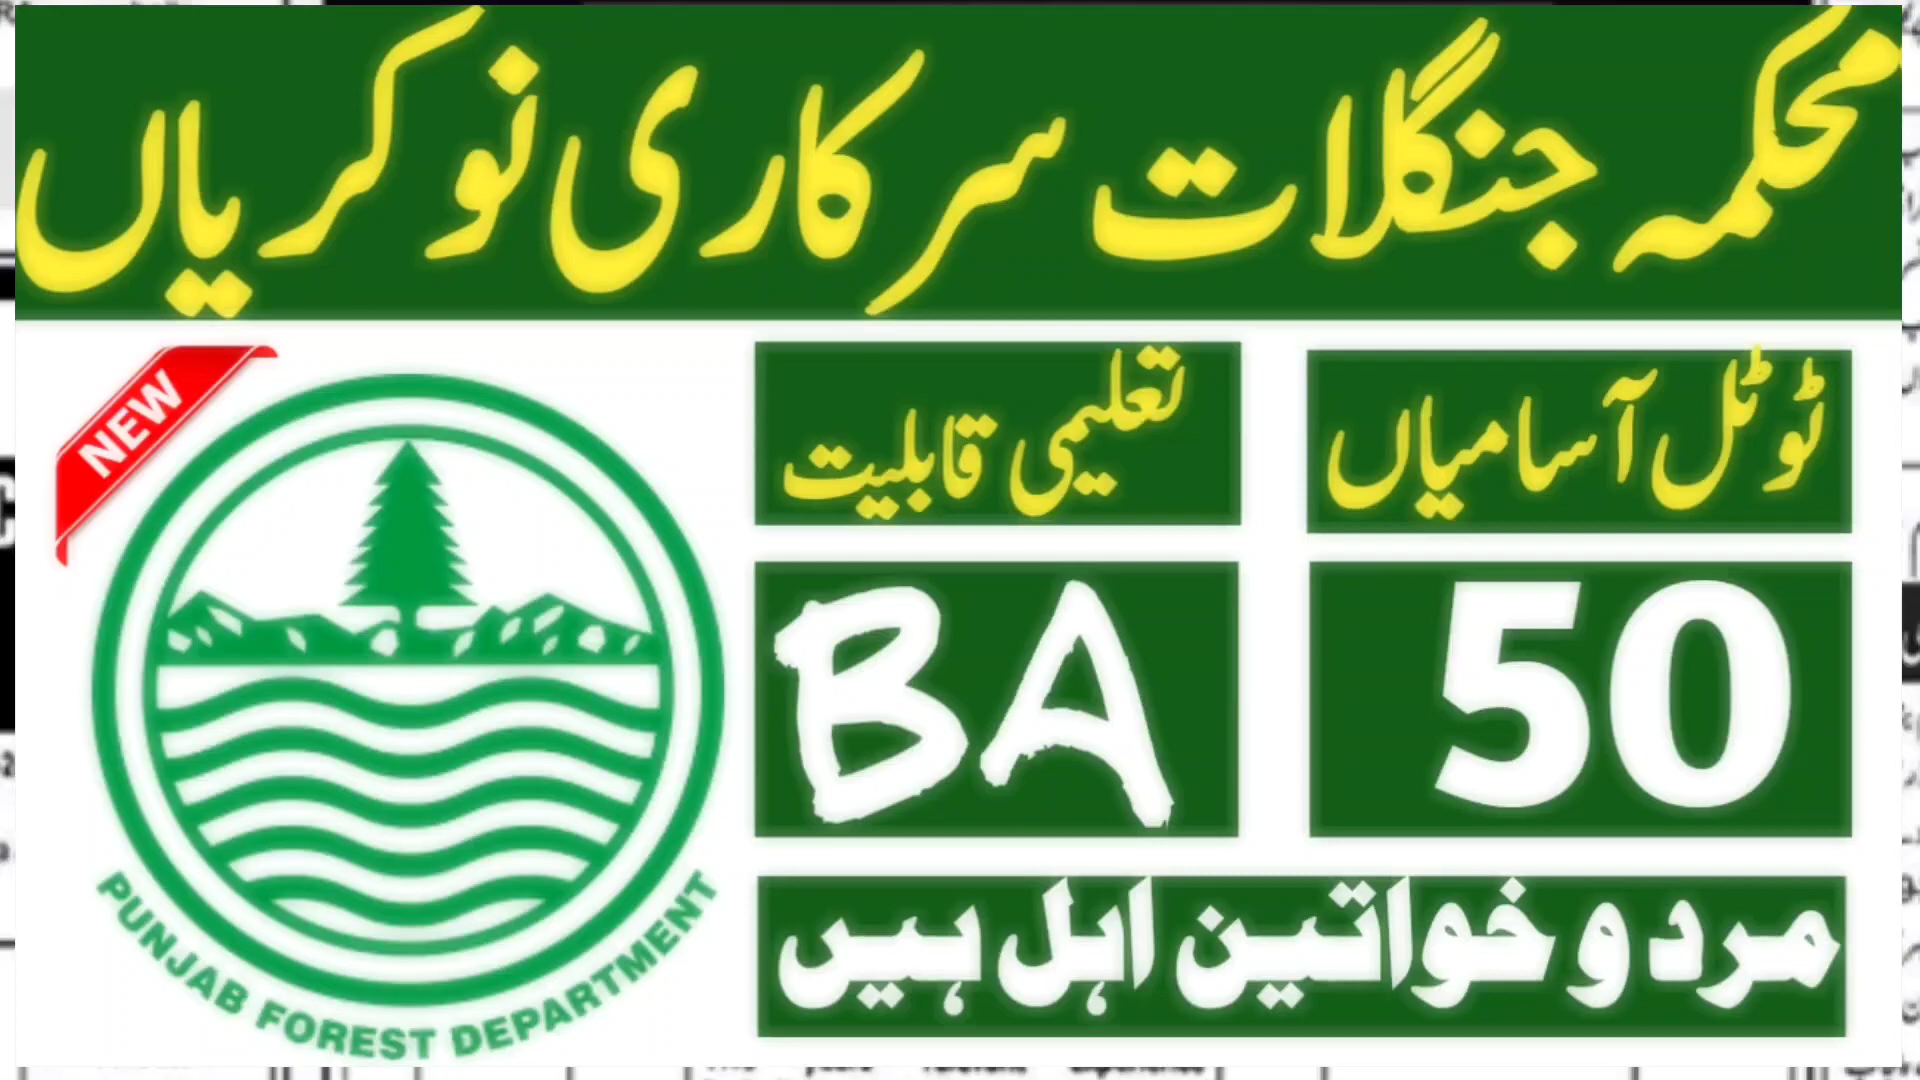 محکمہ جنگلات سرکاری نوکریاں
NEW
ٹوٹل آسامیاں
تعلیمی قابلیت
50
BA
مرد و خواتین اہل ہیں
PUNJAB FOREST DEPARTMENT